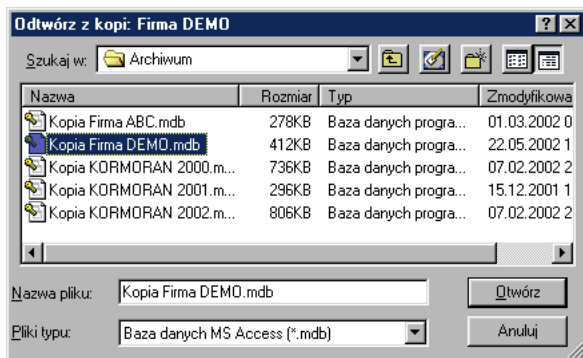 Odtwórz z kopi: Firma DEMO
Szukaj w: Archiwum
Nazwa Rozmiar Typ Zmodyfikowa
Kopia Firma ABC.mdb 278KB Baza danych progra... 01.03.2002 0
Kopia Firma DEMO.mdb 412KB Baza danych progra... 22.05.2002 1
Kopia KORMORAN 2000.m... 736KB Baza danych progra... 07.02.2002 2
Kopia KORMORAN 2001.m... 296KB Baza danych progra... 15.12.2001 1
Kopia KORMORAN 2002.m... 806KB Baza danych progra... 07.02.2002 2
Nazwa pliku: Kopia Firma DEMO.mdb Otwórz
Pliki typu: Baza danych MS Access (*.mdb) Anuluj